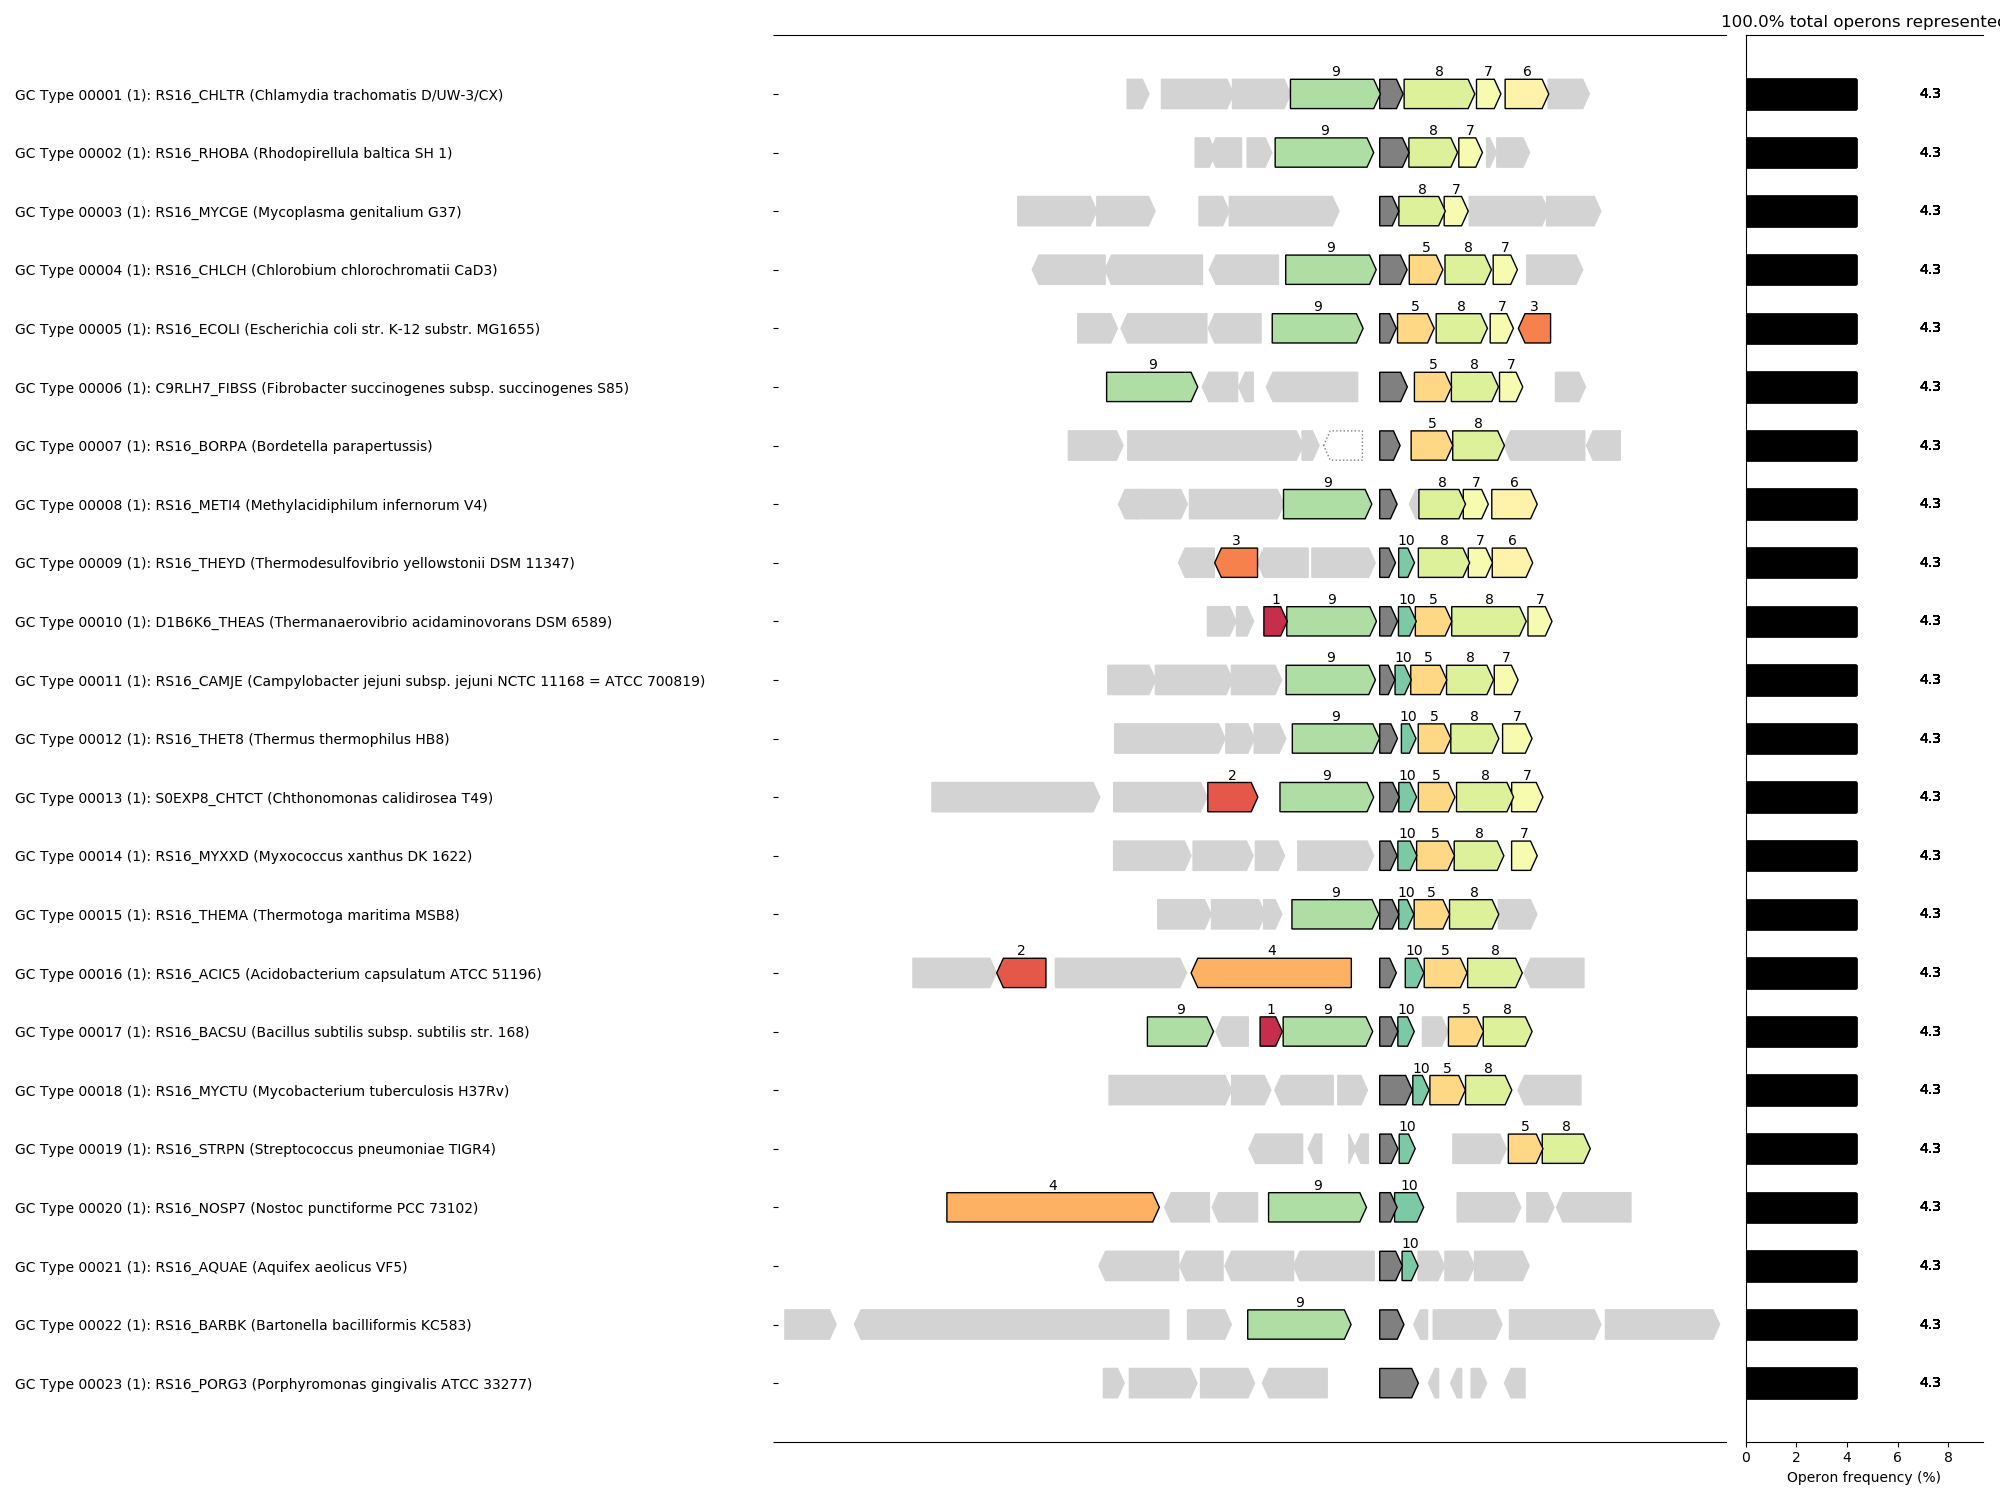 100.0% total operons represented
9 8 7 6
GC Type 00001 (1): RS16_CHLTR (Chlamydia trachomatis D/UW-3/CX) 4.3
9 8 7
GC Type 00002 (1): RS16_RHOBA (Rhodopirellula baltica SH 1) 4.3
8 7
GC Type 00003 (1): RS16_MYCGE (Mycoplasma genitalium G37) 4.3
9 5 8 7
GC Type 00004 (1): RS16_CHLCH (Chlorobium chlorochromatii CaD3) 4.3
9 5 8 7 3
GC Type 00005 (1): RS16_ECOLI (Escherichia coli str. K-12 substr. MG1655) 4.3
9 5 8 7
GC Type 00006 (1): C9RLH7_FIBSS (Fibrobacter succinogenes subsp. succinogenes S85) 4.3
5 8
GC Type 00007 (1): RS16_BORPA (Bordetella parapertussis) 4.3
9 8 7 6
GC Type 00008 (1): RS16_METI4 (Methylacidiphilum infernorum V4) 4.3
3 10 8 7 6
GC Type 00009 (1): RS16_THEYD (Thermodesulfovibrio yellowstonii DSM 11347) 4.3
1 9 10 5 8 7
GC Type 00010 (1): D1B6K6_THEAS (Thermanaerovibrio acidaminovorans DSM 6589) 4.3
9 10 5 8 7
GC Type 00011 (1): RS16_CAMJE (Campylobacter jejuni subsp. jejuni NCTC 11168 = ATCC 700819) 4.3
9 10 5 8 7
GC Type 00012 (1): RS16_THET8 (Thermus thermophilus HB8) 4.3
2 9 10 5 8 7
GC Type 00013 (1): S0EXP8_CHTCT (Chthonomonas calidirosea T49) 4.3
10 5 8 7
GC Type 00014 (1): RS16_MYXXD (Myxococcus xanthus DK 1622) 4.3
9 10 5 8
GC Type 00015 (1): RS16_THEMA (Thermotoga maritima MSB8) 4.3
2 4 10 5 8
GC Type 00016 (1): RS16_ACIC5 (Acidobacterium capsulatum ATCC 51196) 4.3
9 1 9 10 5 8
GC Type 00017 (1): RS16_BACSU (Bacillus subtilis subsp. subtilis str. 168) 4.3
10 5 8
GC Type 00018 (1): RS16_MYCTU (Mycobacterium tuberculosis H37Rv) 4.3
10 5 8
GC Type 00019 (1): RS16_STRPN (Streptococcus pneumoniae TIGR4) 4.3
4 9 10
GC Type 00020 (1): RS16_NOSP7 (Nostoc punctiforme PCC 73102) 4.3
10
GC Type 00021 (1): RS16_AQUAE (Aquifex aeolicus VF5) 4.3
9
GC Type 00022 (1): RS16_BARBK (Bartonella bacilliformis KC583) 4.3
GC Type 00023 (1): RS16_PORG3 (Porphyromonas gingivalis ATCC 33277) 4.3
0 2 4 6 8
Operon frequency (%)